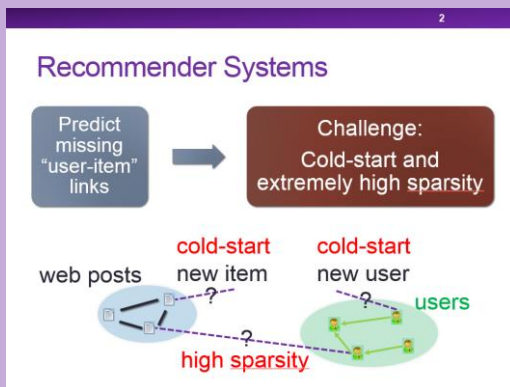 2
Recommender Systems
Predict
missing
"user-item"
links
Challenge:
Cold-start and
extremely high sparsity
cold-start
new item
cold-start
new user
web posts
?
?
users
?
high sparsity